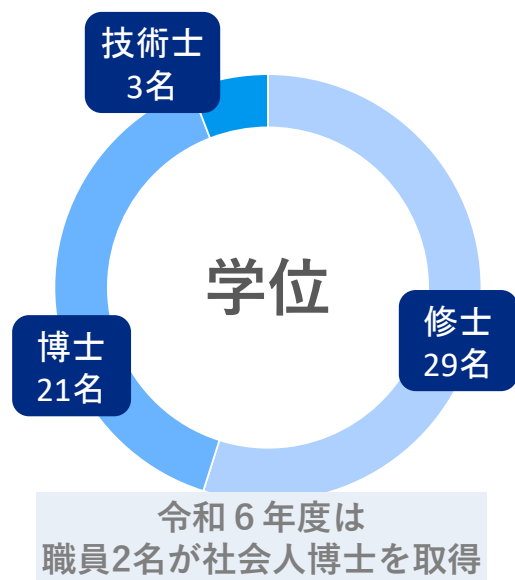 技術士
3名
学位
修士
29名
博士
21名
令和６年度は
職員2名が社会人博士を取得